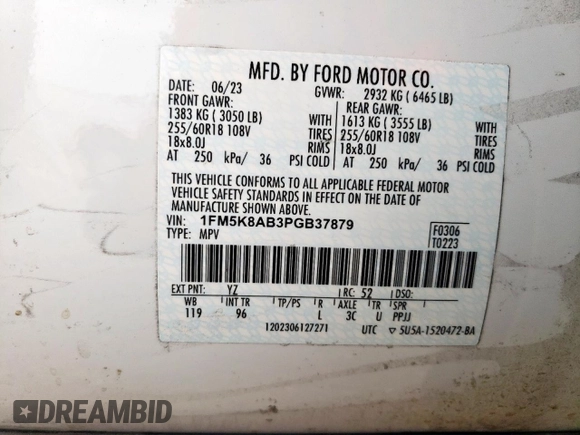 MFD. BY FORD MOTOR CO.
DATE: 06/23 GVWR: 2932 KG ( 6465 LB)
FRONT GAWR: REAR GAWR:
1383 KG ( 3050 LB) 1613 KG ( 3555 LB) WITH
255/60R18 108V TIRES 255/60R18 108V TIRES
18x8.0J RIMS 18x8.0J RIMS
AT 250 kPa/ 36 PSI COLD AT 250 kPa/ 36 PSI COLD
THIS VEHICLE CONFORMS TO ALL APPLICABLE FEDERAL MOTOR
VEHICLE SAFETY STANDARDS IN EFFECT ON THE DATE OF
MANUFACTURE SHOWN ABOVE.
VIN: 1FM5K8AB3PGB37879 F0306
TYPE: MPV T0223
EXT PNT: YZ RC: 52 DSO:
WB INT TR TP/PS R AXLE TR SPR
119 96 L 3C U PPJJ
1202306127271 UTC ▽ 5U5A-1520472-BA
DREAMBID